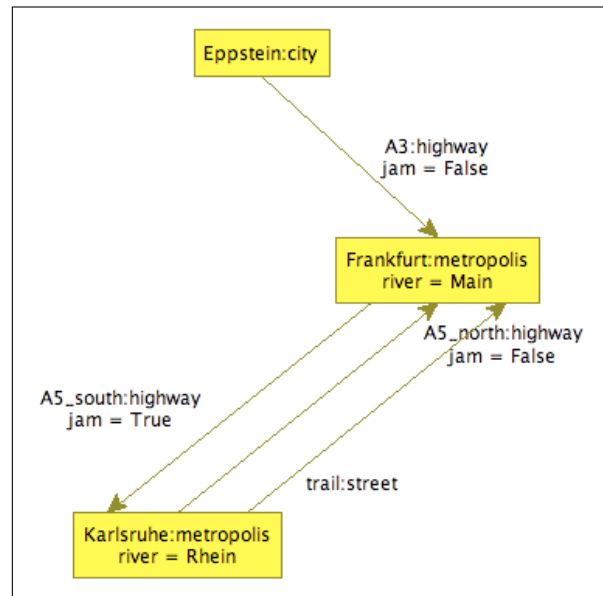 Eppstein:city
A3:highway
jam = False
Frankfurt:metropolis
river = Main
A5_north:highway
jam = False
A5_south:highway
jam = True
trail:street
Karlsruhe:metropolis
river = Rhein